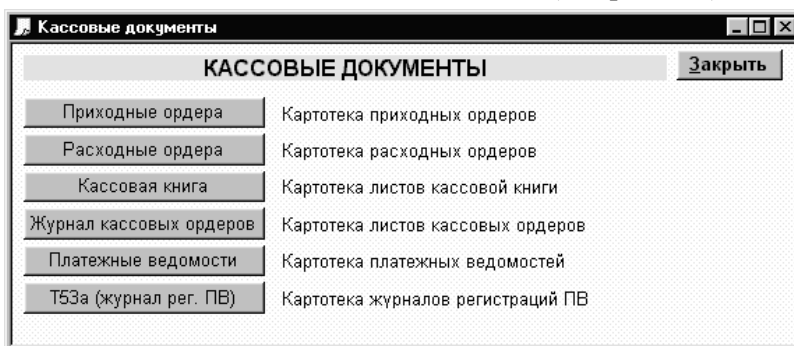 Кассовые документы
КАССОВЫЕ ДОКУМЕНТЫ Закрыть
Приходные ордера Картотека приходных ордеров
Расходные ордера Картотека расходных ордеров
Кассовая книга Картотека листов кассовой книги
Журнал кассовых ордеров Картотека листов кассовых ордеров
Платежные ведомости Картотека платежных ведомостей
Т53а (журнал рег. ПВ) Картотека журналов регистраций ПВ